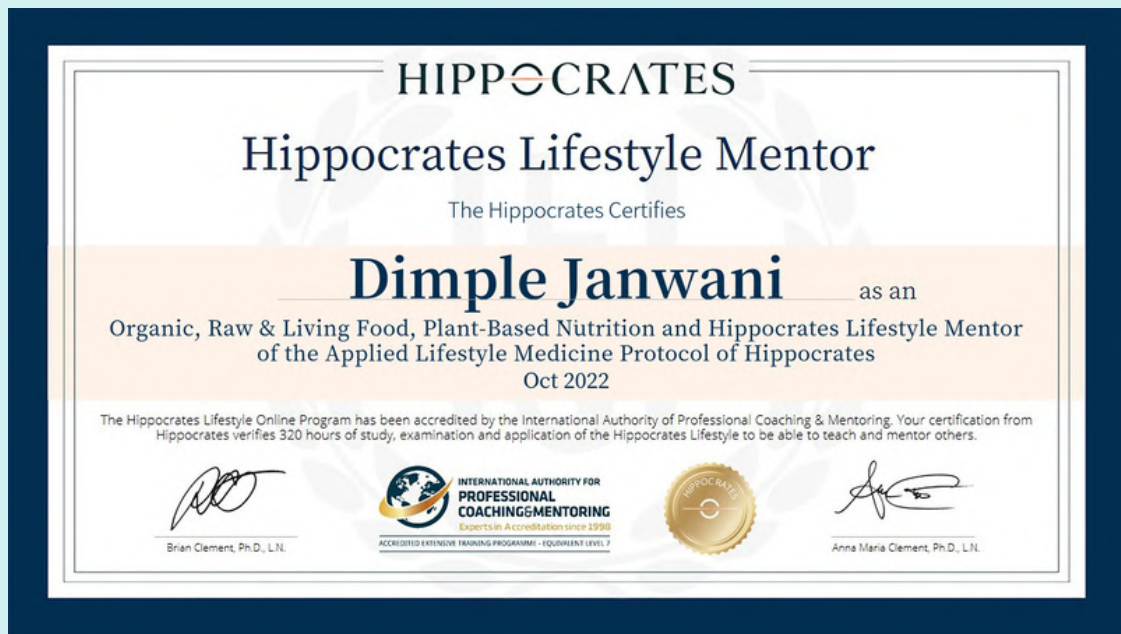 HIPPOCRATES
Hippocrates Lifestyle Mentor
The Hippocrates Certifies
Dimple Janwani as an
Organic, Raw & Living Food, Plant-Based Nutrition and Hippocrates Lifestyle Mentor
of the Applied Lifestyle Medicine Protocol of Hippocrates
Oct 2022
The Hippocrates Lifestyle Online Program has been accredited by the International Authority of Professional Coaching & Mentoring. Your certification from
Hippocrates verifies 320 hours of study, examination and application of the Hippocrates Lifestyle to be able to teach and mentor others.
INTERNATIONAL AUTHORITY FOR
PROFESSIONAL
COACHING&MENTORING
Experts in Accreditation since 1998
ACCREDITED EXTENSIVE TRAINING PROGRAMME - EQUIVALENT LEVEL 7
HIPPOCRATES
Brian Clement, Ph.D., L.N.
Anna Maria Clement, Ph.D., L.N.